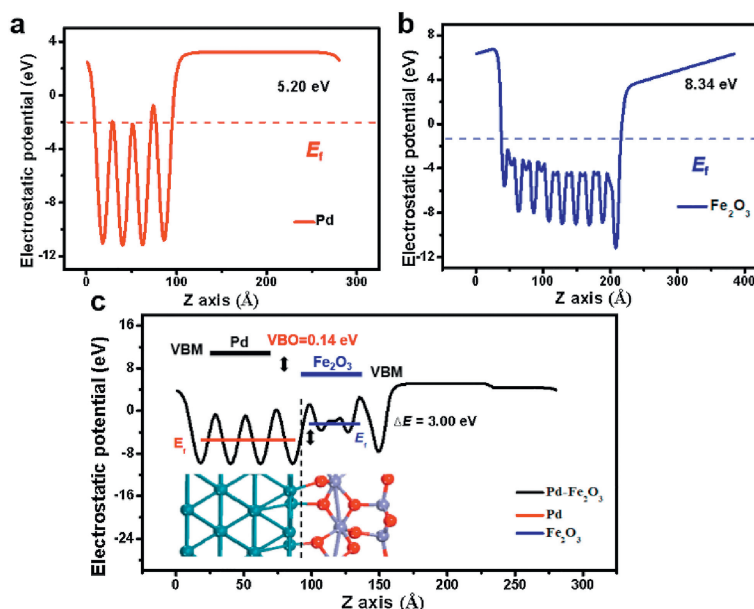 a
Electrostatic potential (eV)
4
0
-4
-8
-12
5.20 eV
Ef
Pd
0
100
200
300
Z axis (Å)
b
Electrostatic potential (eV)
8
4
0
-4
-8
-12
8.34 eV
Ef
Fe2O3
0
100
200
300
400
Z axis (Å)
c
Electrostatic potential (eV)
16
8
0
-8
-16
-24
VBM
Pd
VBO=0.14 eV
Fe2O3
VBM
Ef
Ef
ΔE = 3.00 eV
Pd-Fe2O3
Pd
Fe2O3
0
50
100
150
200
250
300
Z axis (Å)